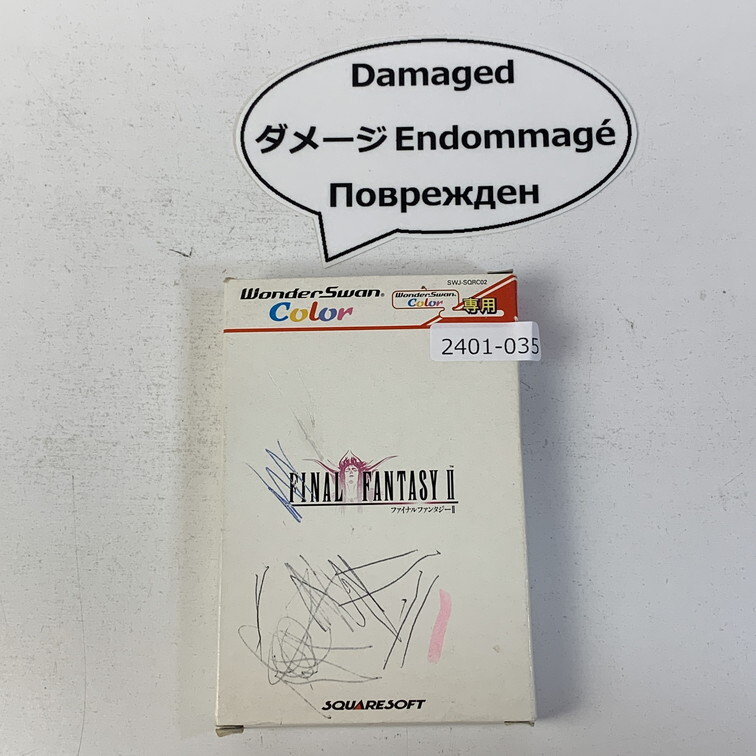 Damaged
ダメージ Endommagé
Поврежден
SWJ-SQRC02
WonderSwan®
Color
WonderSwan
Color
専用
2401-035
FINAL FANTASY II
ファイナルファンタジーII
SQUARESOFT